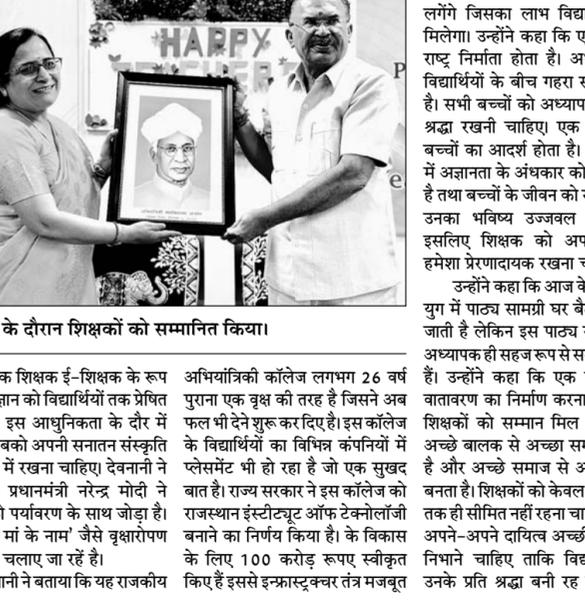 HAPPY
के दौरान शिक्षकों को सम्मानित किया।
क शिक्षक ई-शिक्षक के रूप
ज्ञान को विद्यार्थियों तक प्रेषित
इस आधुनिकता के दौर में
बको अपनी सनातन संस्कृति
में रखना चाहिए। देवनानी ने
प्रधानमंत्री नरेन्द्र मोदी ने
पर्यावरण के साथ जोड़ा है।
मां के नाम' जैसे वृक्षारोपण
चलाए जा रहें है।
नी ने बताया कि यह राजकीय
अभियांत्रिकी कॉलेज लगभग 26 वर्ष
पुराना एक वृक्ष की तरह है जिसने अब
फल भी देने शुरू कर दिए है। इस कॉलेज
के विद्यार्थियों का विभिन्न कंपनियों में
प्लेसमेंट भी हो रहा है जो एक सुखद
बात है। राज्य सरकार ने इस कॉलेज को
राजस्थान इंस्टीट्यूट ऑफ टेक्नोलॉजी
बनाने का निर्णय किया है। के विकास
के लिए 100 करोड़ रूपए स्वीकृत
किए हैं इससे इन्फ्रास्ट्रक्चर तंत्र मजबूत
लगेंगे जिसका लाभ विद्या
मिलेगा। उन्होंने कहा कि ए
राष्ट्र निर्माता होता है। अ
विद्यार्थियों के बीच गहरा स
है। सभी बच्चों को अध्याप
श्रद्धा रखनी चाहिए। एक
बच्चों का आदर्श होता है।
में अज्ञानता के अंधकार को
है तथा बच्चों के जीवन को
उनका भविष्य उज्जवल
इसलिए शिक्षक को अप
हमेशा प्रेरणादायक रखना च
उन्होंने कहा कि आज के
युग में पाठ्य सामग्री घर बै
जाती है लेकिन इस पाठ्य
अध्यापक ही सहज रूप से स
हैं। उन्होंने कहा कि एक
वातावरण का निर्माण करना
शिक्षकों को सम्मान मिल
अच्छे बालक से अच्छा सम
है और अच्छे समाज से अ
बनता है। शिक्षकों को केवल
तक ही सीमित नहीं रहना चा
अपने-अपने दायित्व अच्छी
निभाने चाहिए ताकि विद्य
उनके प्रति श्रद्धा बनी रह